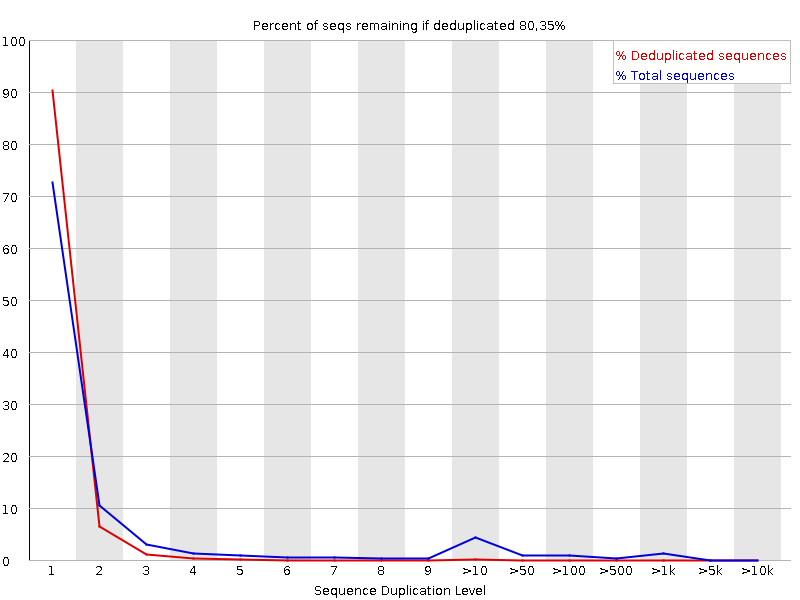 Percent of seqs remaining if deduplicated 80,35%
% Deduplicated sequences
% Total sequences
100
90
80
70
60
50
40
30
20
10
0
1 2 3 4 5 6 7 8 9 >10 >50 >100 >500 >1k >5k >10k
Sequence Duplication Level